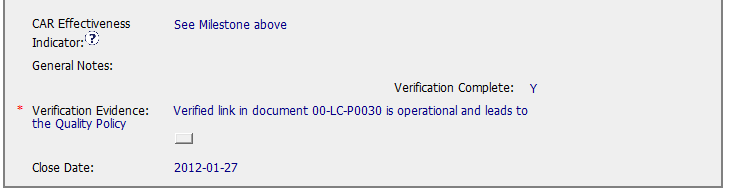 CAR Effectiveness See Milestone above
Indicator: ?
General Notes:
Verification Complete: Y
* Verification Evidence: Verified link in document 00-LC-P0030 is operational and leads to
the Quality Policy
Close Date: 2012-01-27